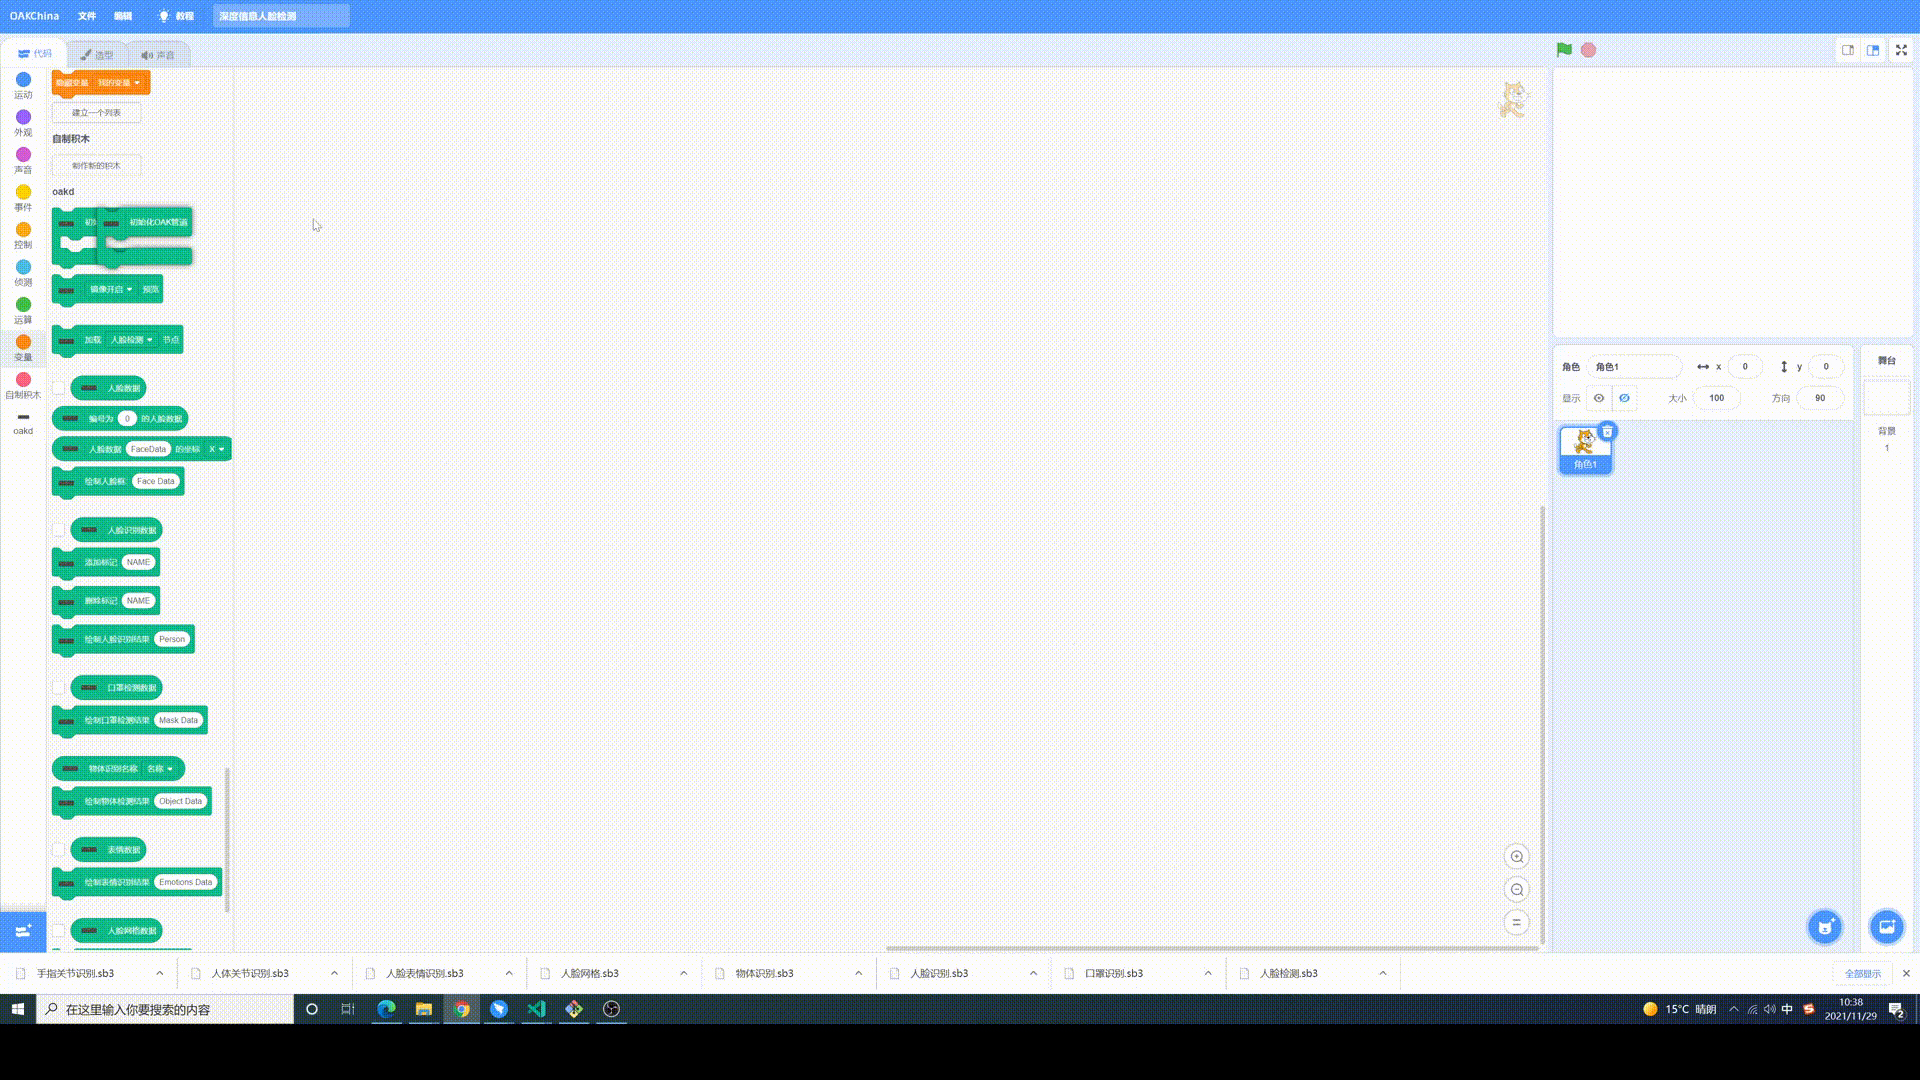 OAKChina 文件 编辑 教程 深度信息人脸检测
代码 造型 声音
运动
外观
声音
事件
控制
侦测
运算
变量
自制积木
oakd
隐藏变量 我的变量
建立一个列表
自制积木
制作新的积木
oakd
初始化OAK管道
镜像开启 预览
加载 人脸检测 节点
人脸数据
编号为 0 的人脸数据
人脸数据 FaceData 的坐标 X
绘制人脸框 Face Data
人脸识别数据
添加标记 NAME
删除标记 NAME
绘制人脸识别结果 Person
口罩检测数据
绘制口罩检测结果 Mask Data
物体识别名称 名称
绘制物体检测结果 Object Data
表情数据
绘制表情识别结果 Emotions Data
人脸网格数据
角色 角色1 x 0 y 0
显示 大小 100 方向 90
角色1
舞台
背景
1
手指关节识别.sb3 人体关节识别.sb3 人脸表情识别.sb3 人脸网格.sb3 物体识别.sb3 人脸识别.sb3 口罩识别.sb3 人脸检测.sb3 全部显示
在这里输入你要搜索的内容
15°C 晴朗 中
10:38
2021/11/29
2